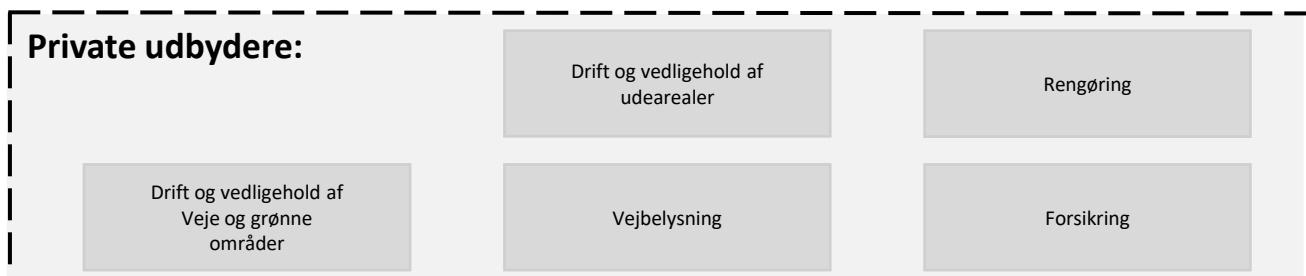 Private udbydere:
Drift og vedligehold af
udearealer
Rengøring
Drift og vedligehold af
Veje og grønne
områder
Vejbelysning
Forsikring